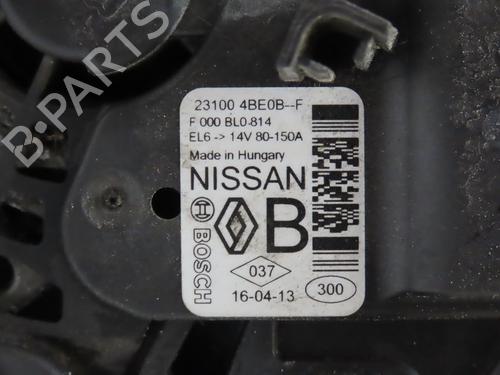 B-PARTS
23100 4BE0B--F
F 000 BL0 814
EL6 -> 14V 80-150A
Made in Hungary
NISSAN
BOSCH
B
037
16-04-13
300